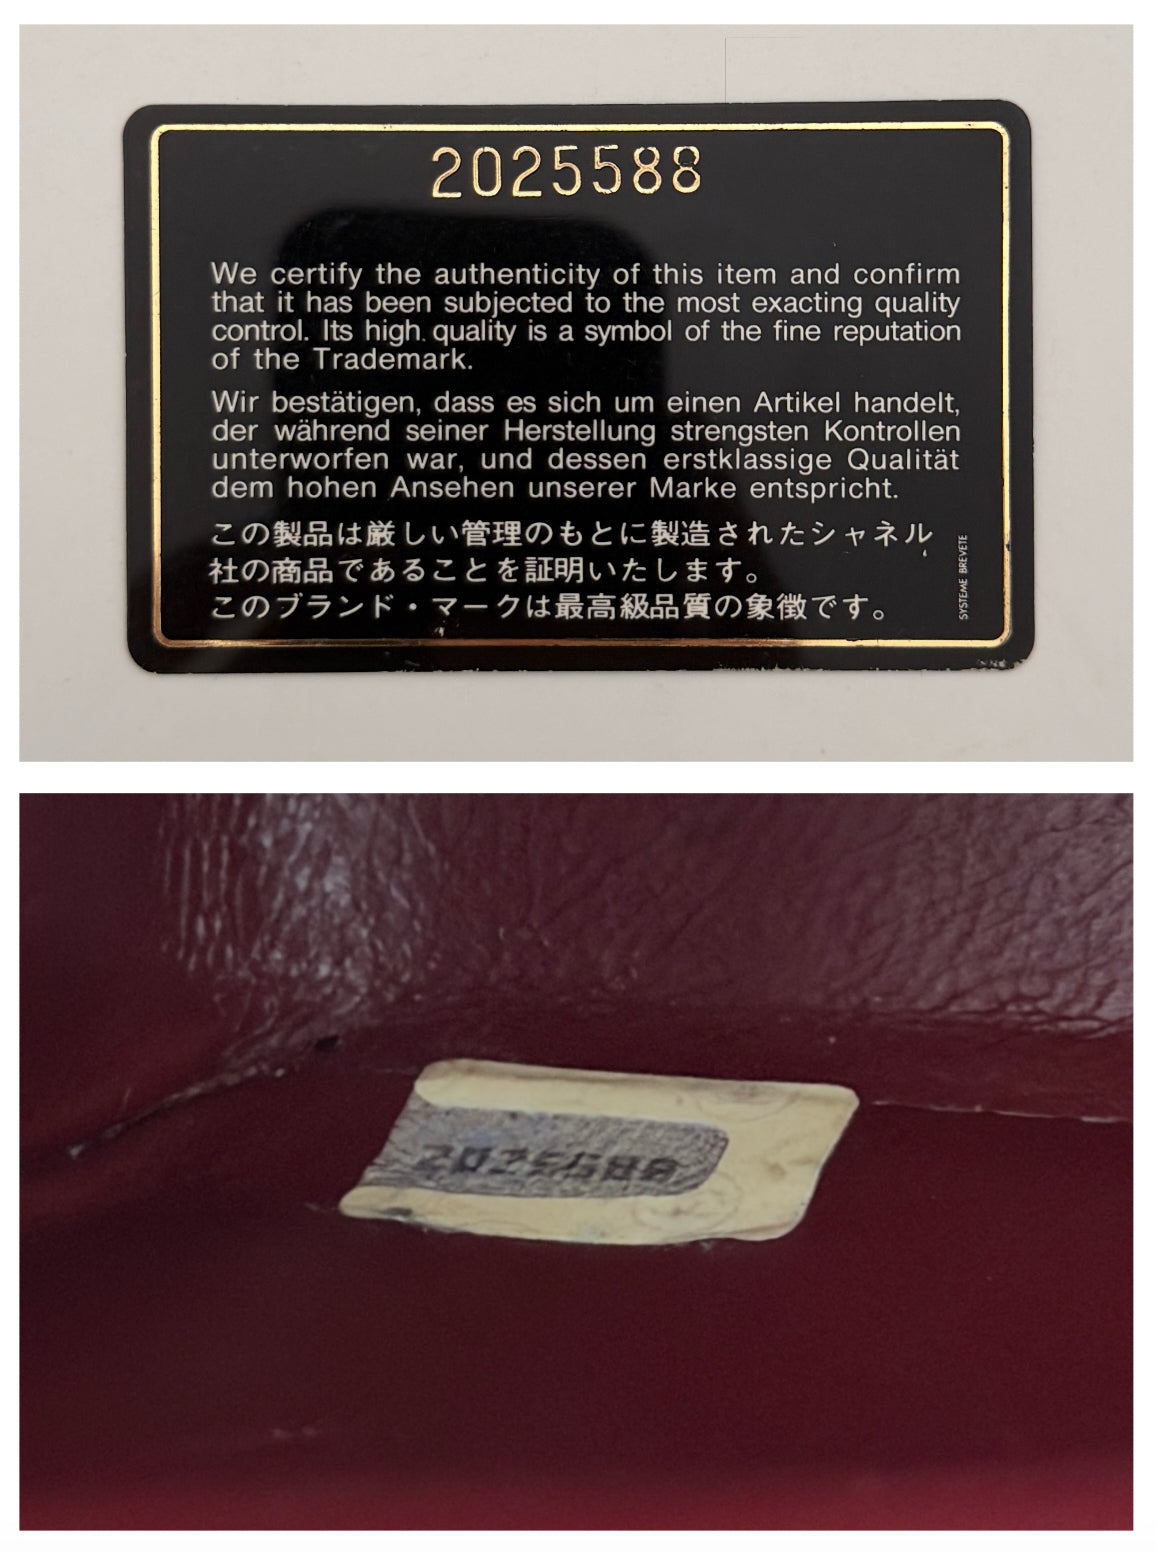 2025588
We certify the authenticity of this item and confirm
that it has been subjected to the most exacting quality
control. Its high quality is a symbol of the fine reputation
of the Trademark.
Wir bestätigen, dass es sich um einen Artikel handelt,
der während seiner Herstellung strengsten Kontrollen
unterworfen war, und dessen erstklassige Qualität
dem hohen Ansehen unserer Marke entspricht.
この製品は厳しい管理のもとに製造されたシャネル
社の商品であることを証明いたします。
このブランド・マークは最高級品質の象徴です。
SYSTEME BREVETE
2025588